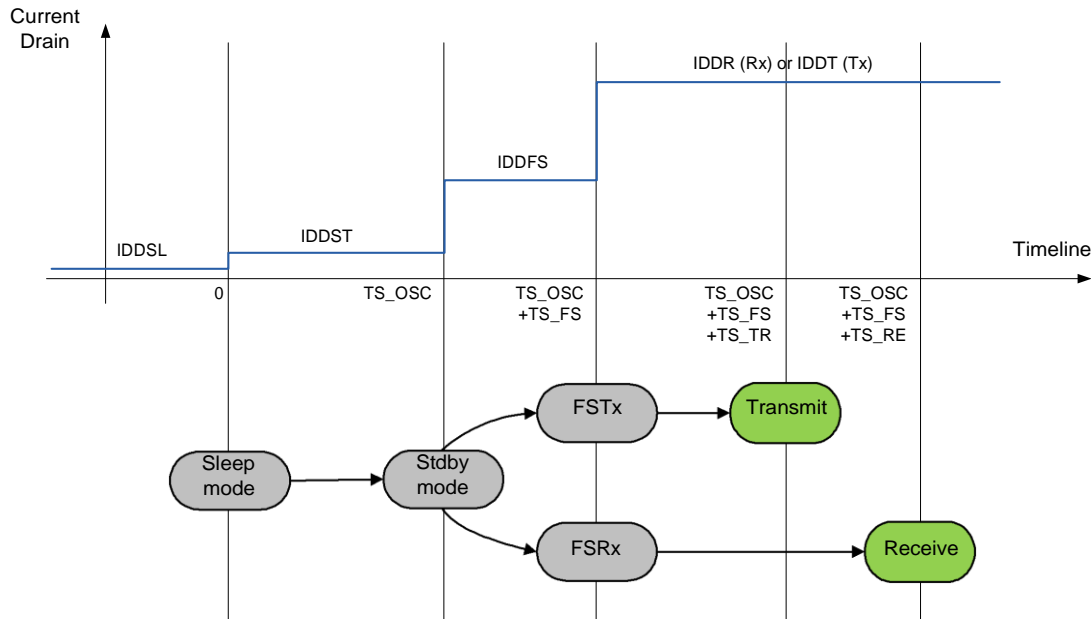 Current
Drain
IDDR (Rx) or IDDT (Tx)
IDDFS
IDDSL
IDDST
Timeline
0
TS_OSC
TS_OSC
+TS_FS
TS_OSC
+TS_FS
+TS_TR
TS_OSC
+TS_FS
+TS_RE
FSTx
Transmit
Sleep
mode
Stdby
mode
FSRx
Receive